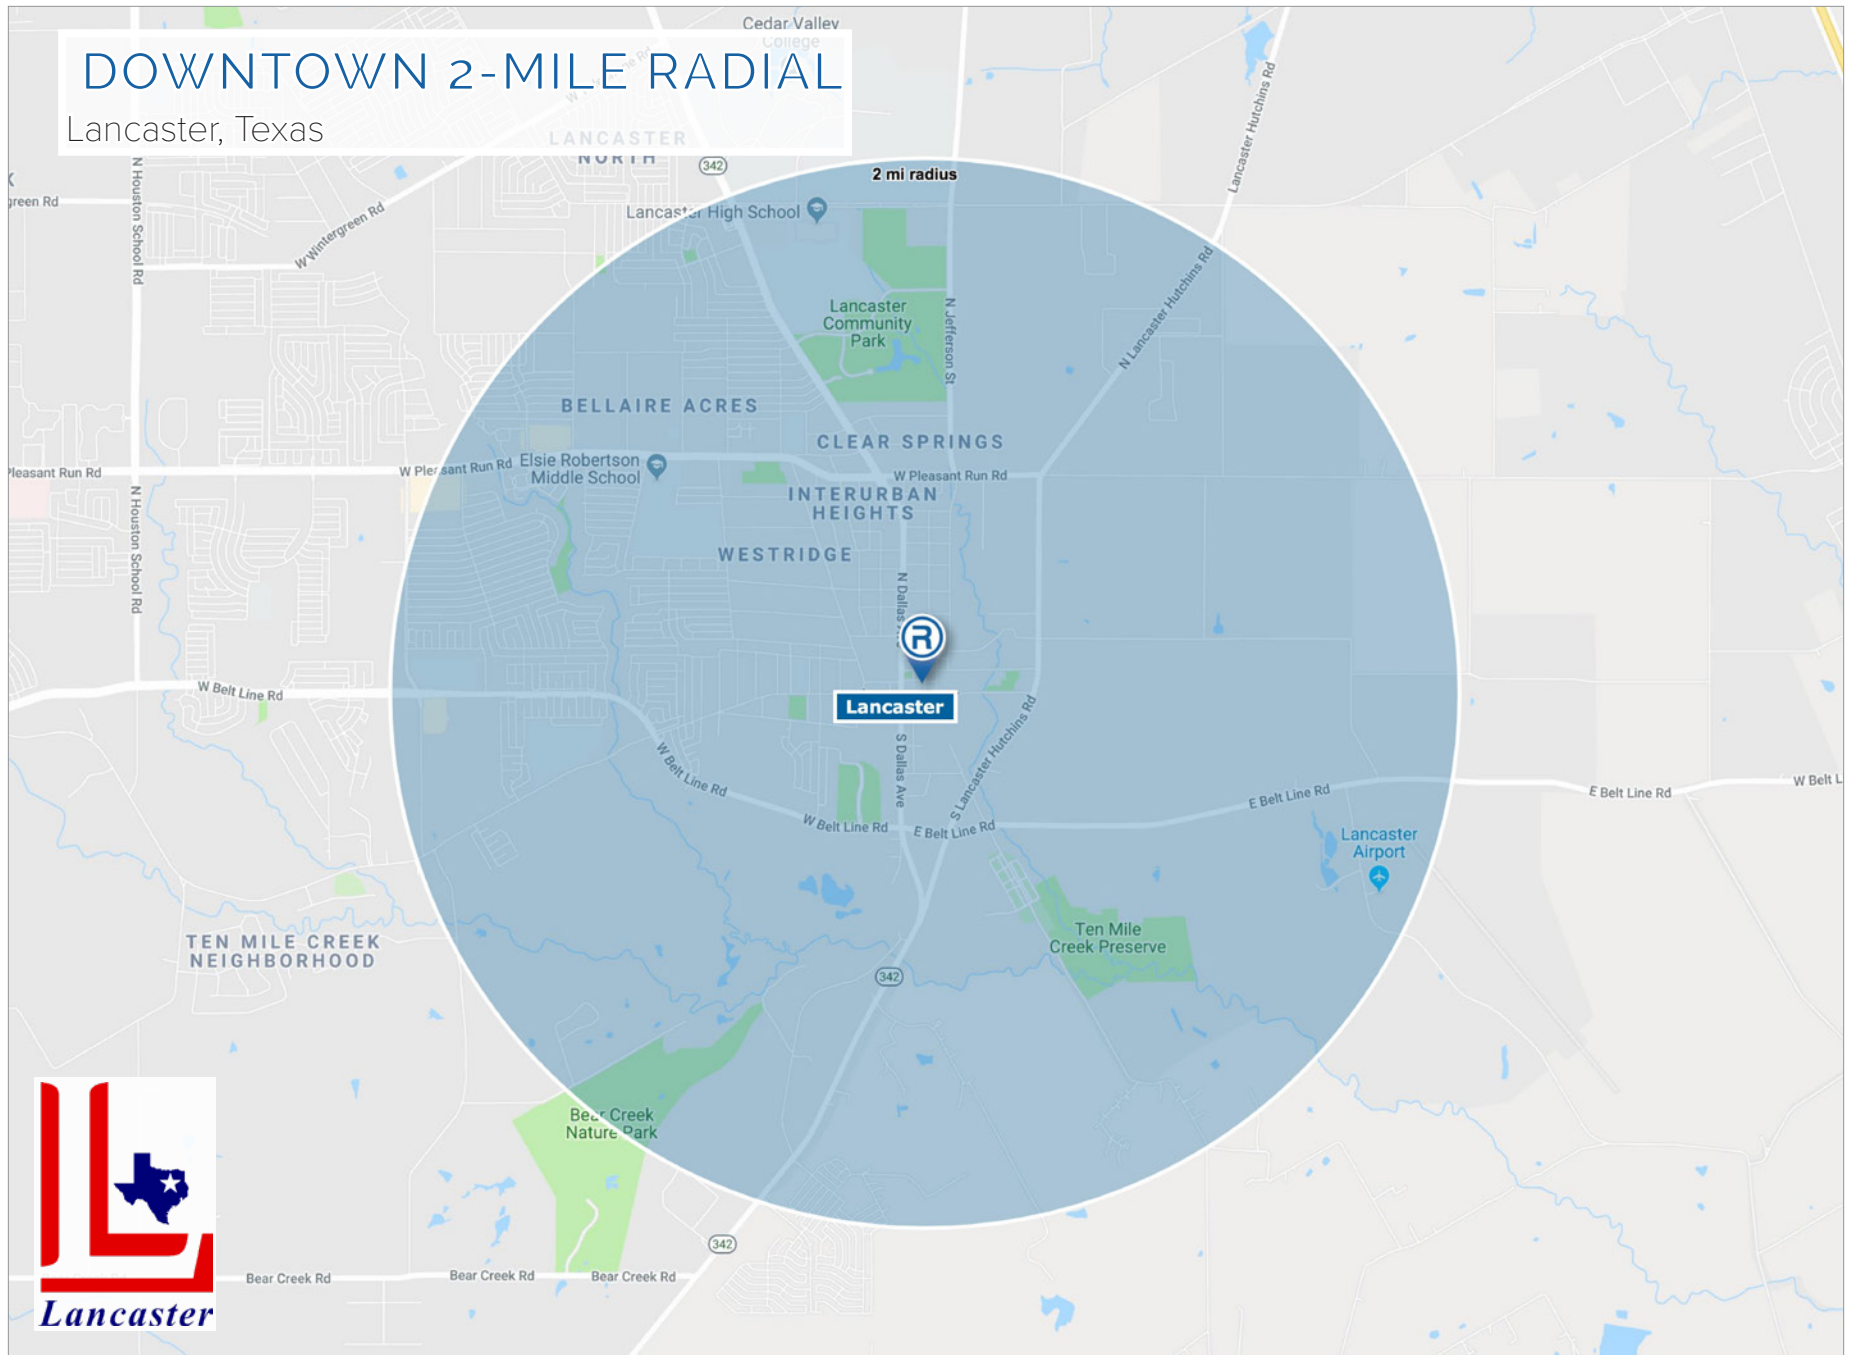 Cedar Valley
College
DOWNTOWN 2-MILE RADIAL
Lancaster, Texas
LANCASTER
NORTH
342
2 mi radius
Lancaster Hutchins Rd
N Houston School Rd
green Rd
W Wintergreen Rd
Lancaster High School
Lancaster
Community
Park
N Jefferson St
N Lancaster Hutchins Rd
BELLAIRE ACRES
CLEAR SPRINGS
Pleasant Run Rd
W Pleasant Run Rd
Elsie Robertson
Middle School
W Pleasant Run Rd
INTERURBAN
HEIGHTS
N Houston School Rd
WESTRIDGE
N Dallas
R
Lancaster
W Belt Line Rd
S Lancaster Hutchins Rd
S Dallas Ave
W Belt Line Rd
W Belt Line Rd
E Belt Line Rd
E Belt Line Rd
E Belt Line Rd
W Belt L
Lancaster
Airport
TEN MILE CREEK
NEIGHBORHOOD
Ten Mile
Creek Preserve
342
Bear Creek
Nature Park
342
Bear Creek Rd
Bear Creek Rd
Bear Creek Rd
Lancaster